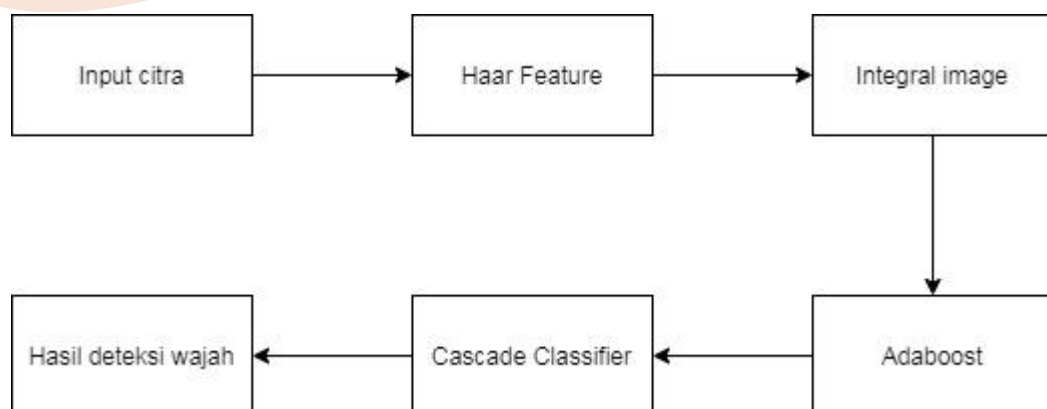 Input citra
Haar Feature
Integral image
Adaboost
Cascade Classifier
Hasil deteksi wajah